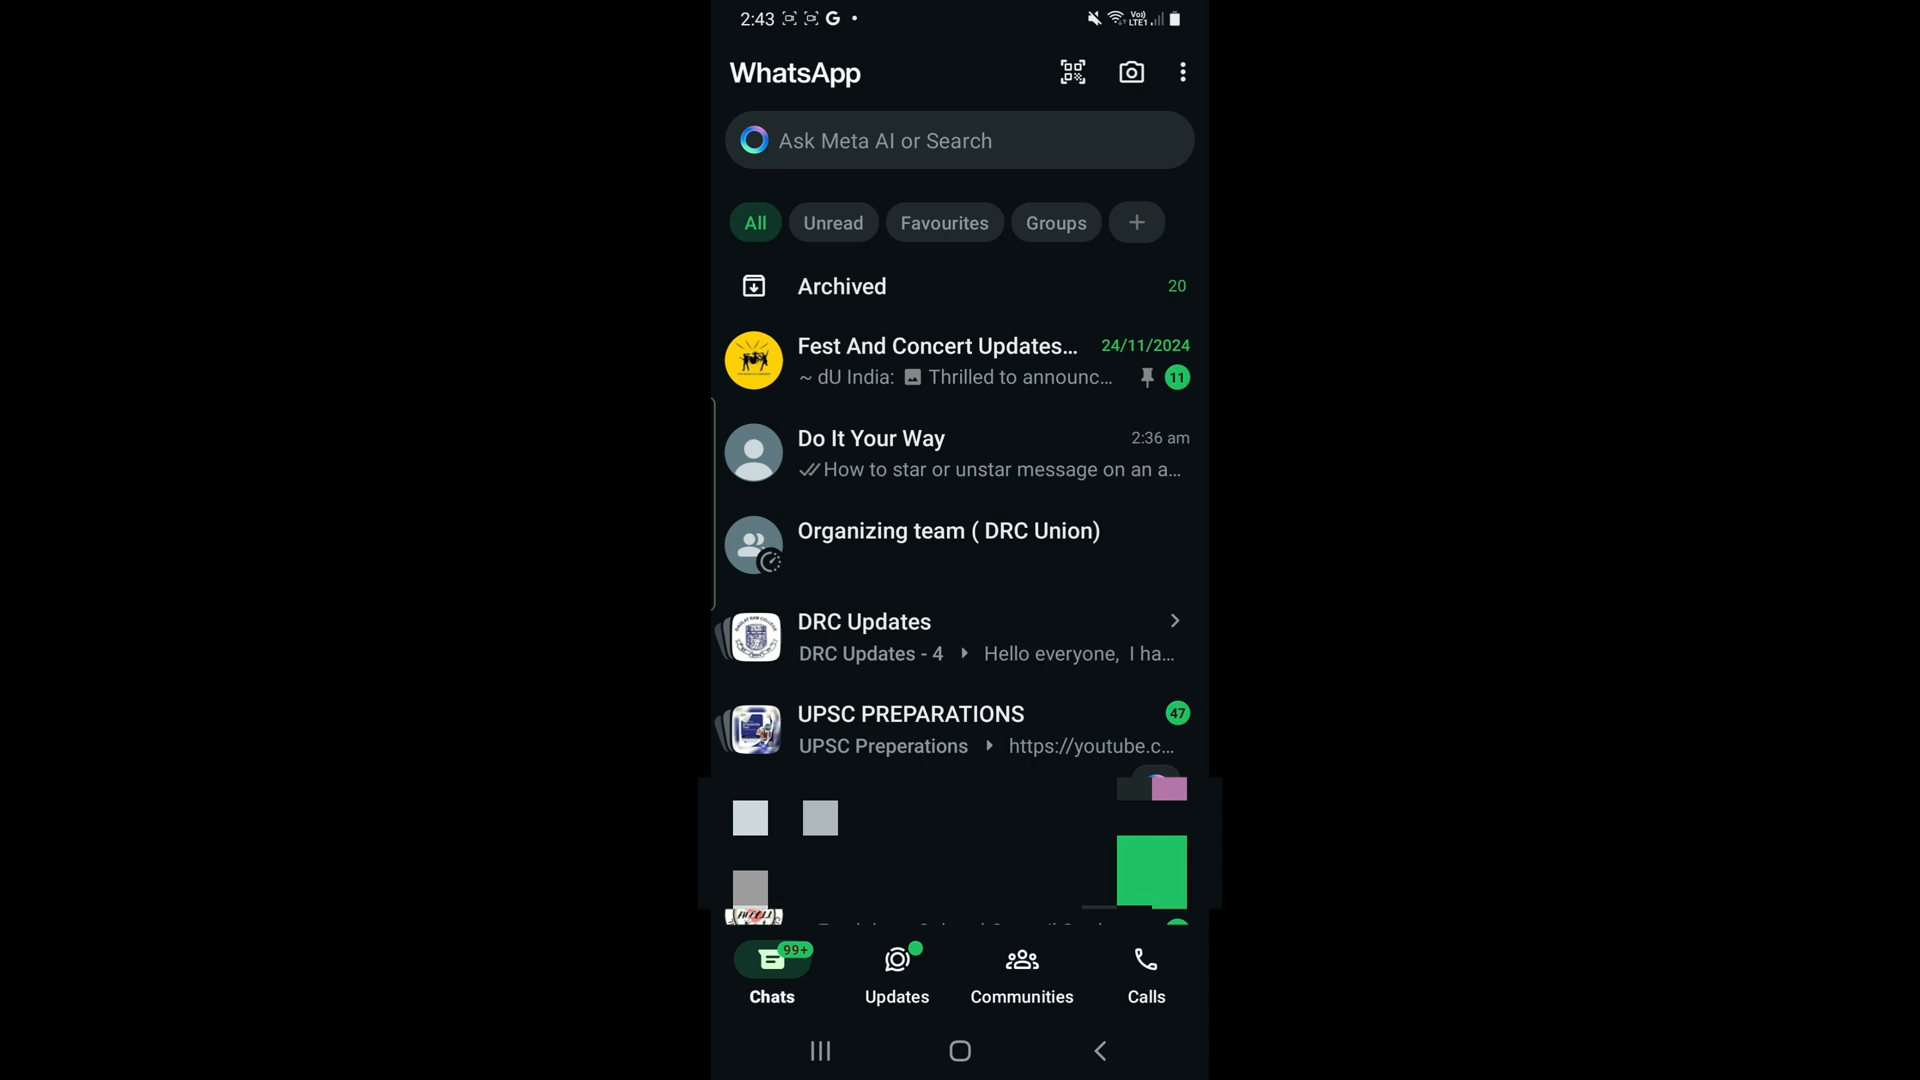 2:43
Vo) LTE1
WhatsApp
Ask Meta AI or Search
All Unread Favourites Groups +
Archived 20
Fest And Concert Updates... 24/11/2024
~ dU India: Thrilled to announc... 11
Do It Your Way 2:36 am
How to star or unstar message on an a...
Organizing team ( DRC Union)
DRC Updates
DRC Updates - 4 Hello everyone, I ha...
UPSC PREPARATIONS 47
UPSC Preperations https://youtube.c...
99+
Chats Updates Communities Calls